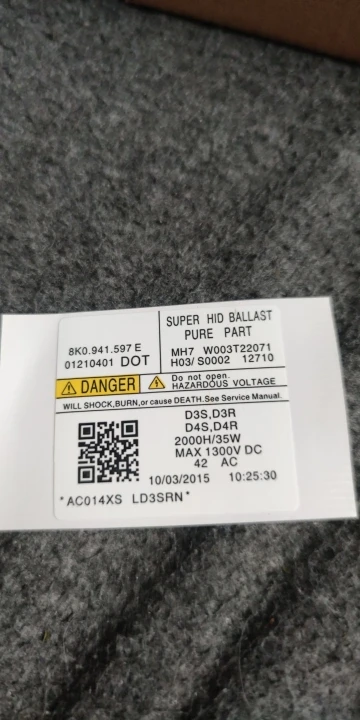 8K0.941.597 E
01210401 DOT
SUPER HID BALLAST
PURE PART
MH7 W003T22071
H03/ S0002 12710
DANGER
Do not open.
HAZARDOUS VOLTAGE
WILL SHOCK,BURN,or cause DEATH.See Service Manual.
D3S,D3R
D4S,D4R
2000H/35W
MAX 1300V DC
42 AC
10/03/2015 10:25:30
*AC014XS LD3SRN*